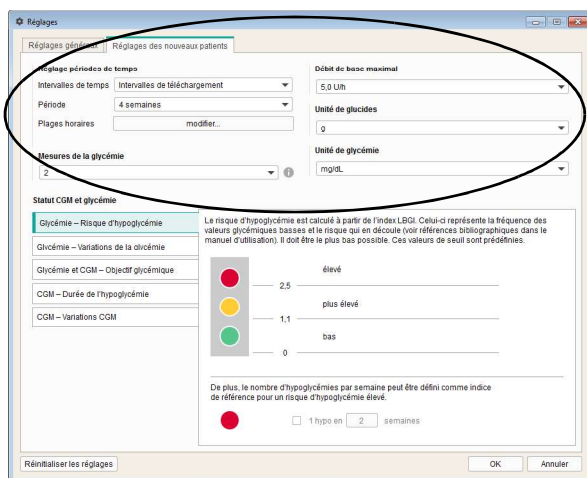 Réglages
Réglages généraux
Réglages des nouveaux patients
Réglage périodes de temps
Intervalles de temps
Intervalles de téléchargement
Période
4 semaines
Plages horaires
modifier...
Mesures de la glycémie
2
Débit de base maximal
5,0 U/h
Unité de glucides
g
Unité de glycémie
mg/dL
Statut CGM et glycémie
Glycémie – Risque d'hypoglycémie
Glycémie – Variations de la glycémie
Glycémie et CGM – Objectif glycémique
CGM – Durée de l'hypoglycémie
CGM – Variations CGM
Le risque d'hypoglycémie est calculé à partir de l'index LBGI. Celui-ci représente la fréquence des
valeurs glycémiques basses et le risque qui en découle (voir références bibliographiques dans le
manuel d'utilisation). Il doit être le plus bas possible. Ces valeurs de seuil sont prédéfinies.
élevé
2,5
plus élevé
1,1
bas
0
De plus, le nombre d'hypoglycémies par semaine peut être défini comme indice
de référence pour un risque d'hypoglycémie élevé.
1 hypo en 2 semaines
Réinitialiser les réglages
OK
Annuler